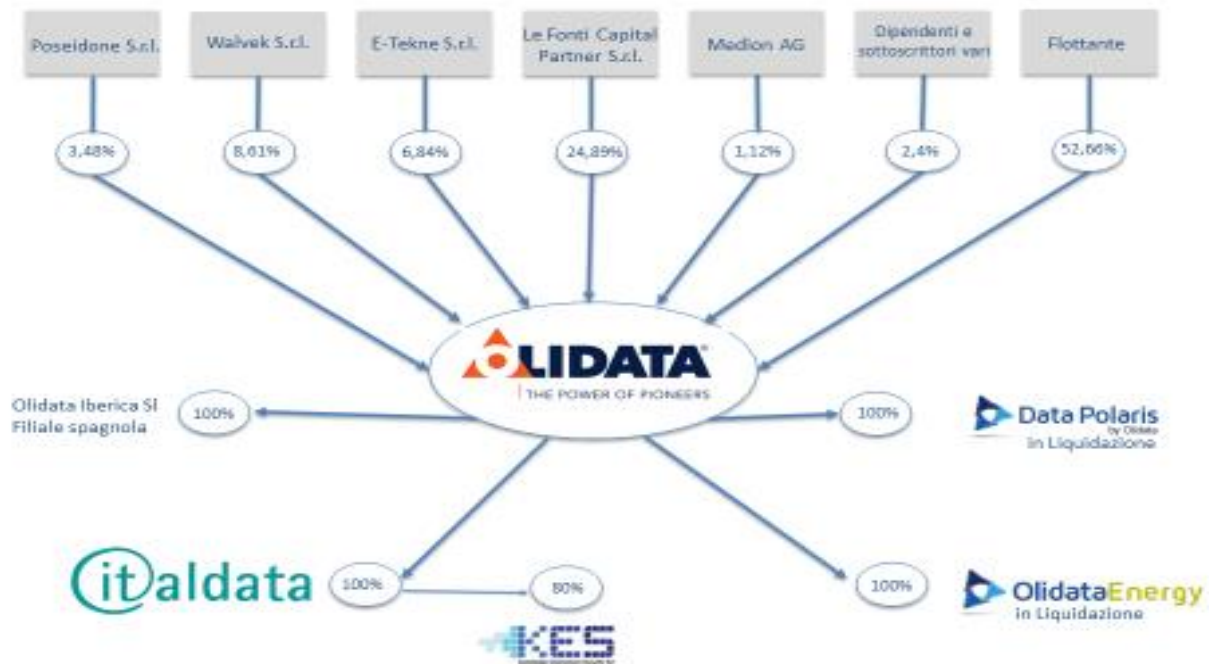 Poseidone S.r.l.
Walvek S.r.l.
E-Tekne S.r.l.
Le Fonti Capital
Partner S.r.l.
Medion AG
Dipendenti e
sottoscrittori vari
Flottante
3,48%
8,61%
6,84%
24,89%
1,12%
2,4%
52,66%
OLIDATA
THE POWER OF PIONEERS
Olidata Iberica Sl
Filiale spagnola
100%
100%
Data Polaris
by Olidata
in Liquidazione
italdata
100%
80%
KES
100%
OlidataEnergy
in Liquidazione